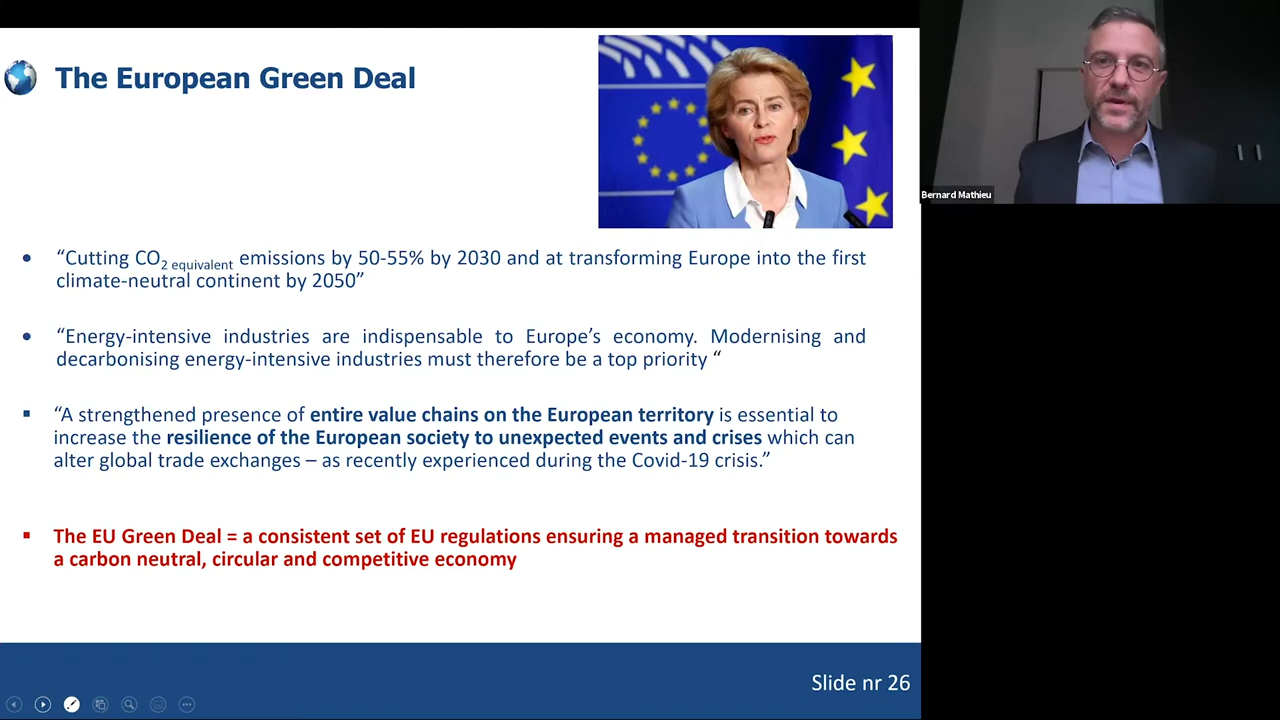 The European Green Deal
Bernard Mathieu
• “Cutting CO2 equivalent emissions by 50-55% by 2030 and at transforming Europe into the first
climate-neutral continent by 2050”
• “Energy-intensive industries are indispensable to Europe’s economy. Modernising and
decarbonising energy-intensive industries must therefore be a top priority “
▪ “A strengthened presence of entire value chains on the European territory is essential to
increase the resilience of the European society to unexpected events and crises which can
alter global trade exchanges – as recently experienced during the Covid-19 crisis.”
▪ The EU Green Deal = a consistent set of EU regulations ensuring a managed transition towards
a carbon neutral, circular and competitive economy
Slide nr 26